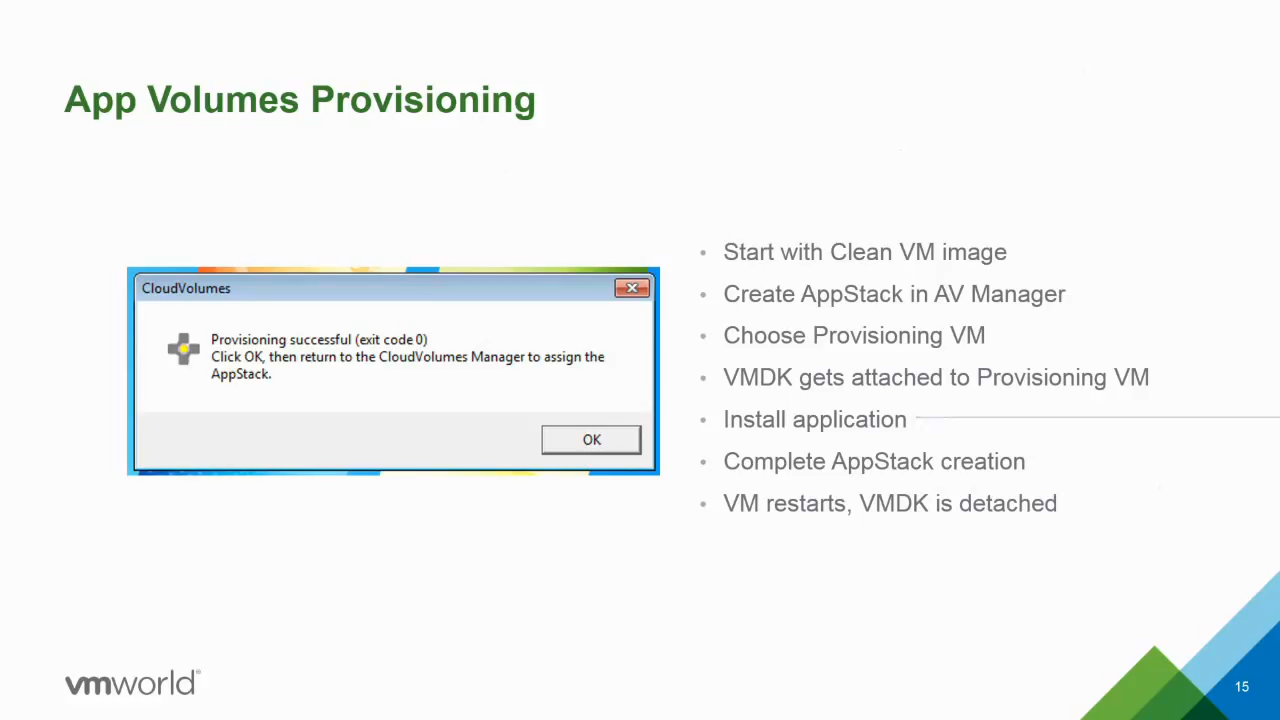 App Volumes Provisioning
CloudVolumes
Provisioning successful (exit code 0)
Click OK, then return to the CloudVolumes Manager to assign the
AppStack.
OK
• Start with Clean VM image
• Create AppStack in AV Manager
• Choose Provisioning VM
• VMDK gets attached to Provisioning VM
• Install application
• Complete AppStack creation
• VM restarts, VMDK is detached
vmworld®
15